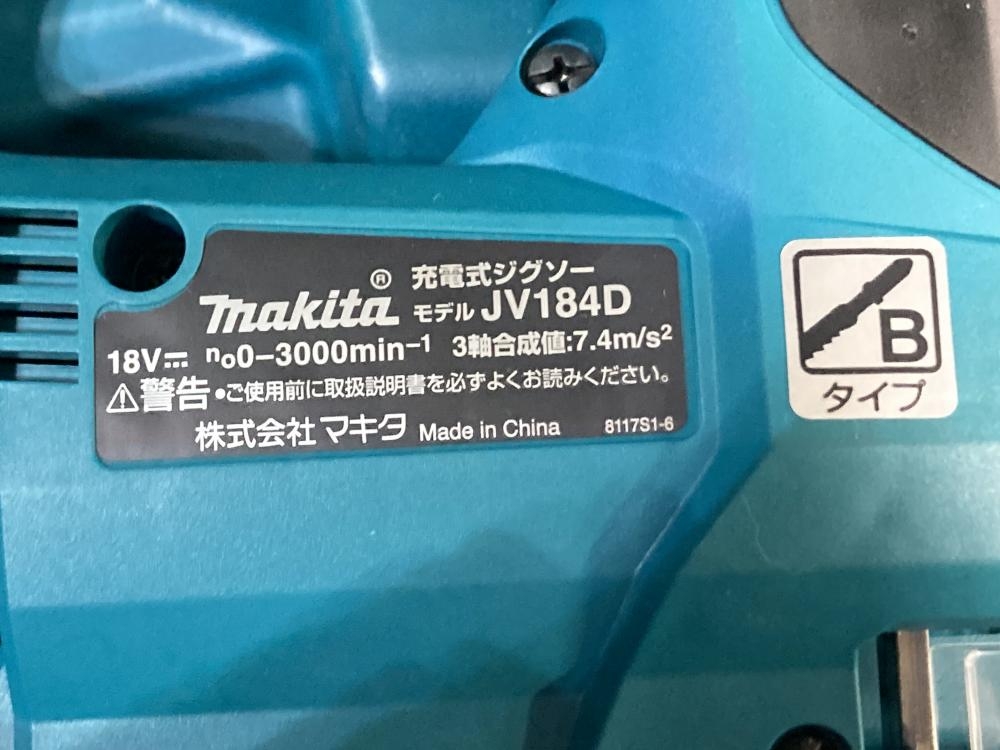 makita® 充電式ジグソー
モデル JV184D
18V⎓ no0-3000min-1 3軸合成値:7.4m/s2
⚠警告 •ご使用前に取扱説明書を必ずよくお読みください。
株式会社マキタ Made in China 8117S1-6
B
タイプ